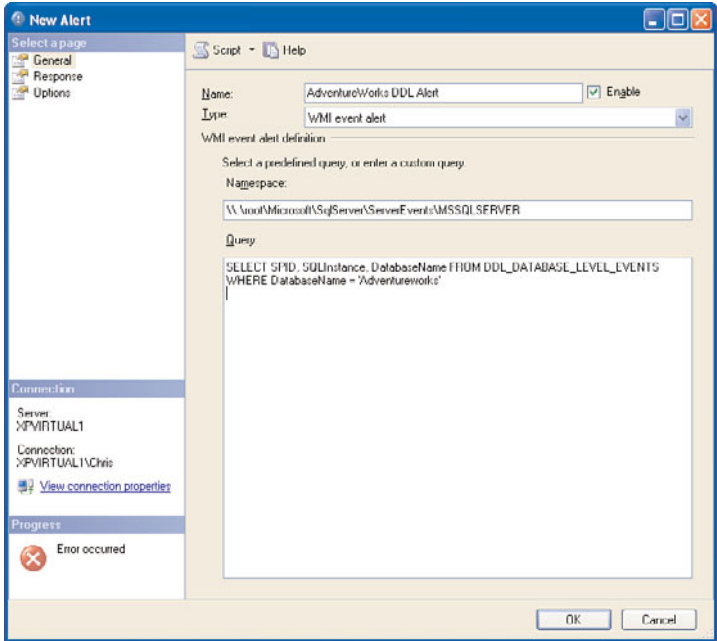 New Alert
Select a page
General
Response
Options
Script
Help
Name:
AdventureWorks DDL Alert
Enable
Type:
WMI event alert
WMI event alert definition
Select a predefined query, or enter a custom query.
Namespace:
\\.\root\Microsoft\SqlServer\ServerEvents\MSSQLSERVER
Query:
SELECT SPID, SQLInstance, DatabaseName FROM DDL_DATABASE_LEVEL_EVENTS
WHERE DatabaseName = 'Adventureworks'
Connection
Server:
XPVIRTUAL1
Connection:
XPVIRTUAL1\Chris
View connection properties
Progress
Error occurred
OK
Cancel